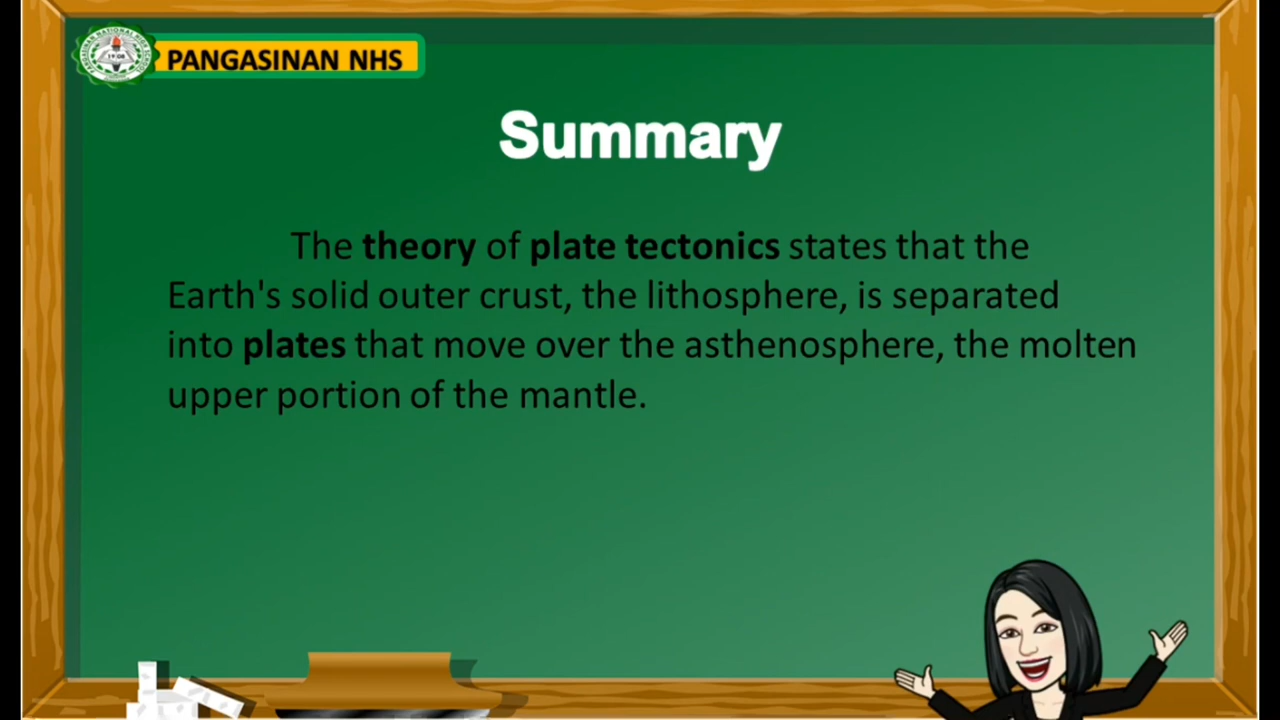 PANGASINAN NHS
Summary
The theory of plate tectonics states that the
Earth's solid outer crust, the lithosphere, is separated
into plates that move over the asthenosphere, the molten
upper portion of the mantle.